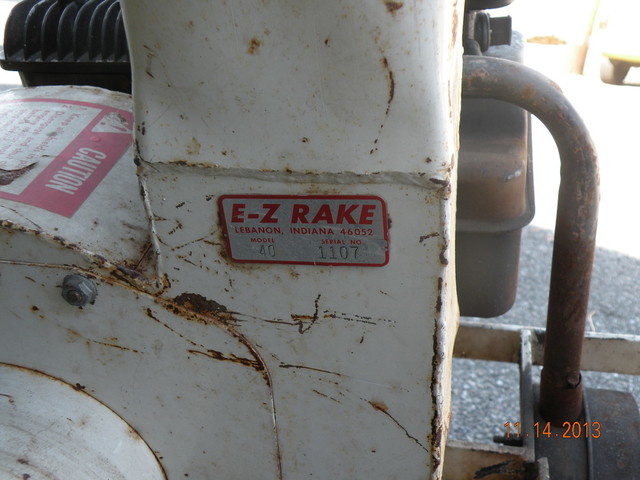 E-Z RAKE
LEBANON, INDIANA 46052
MODEL SERIAL NO.
40 1107
CAUTION
11.14.2013